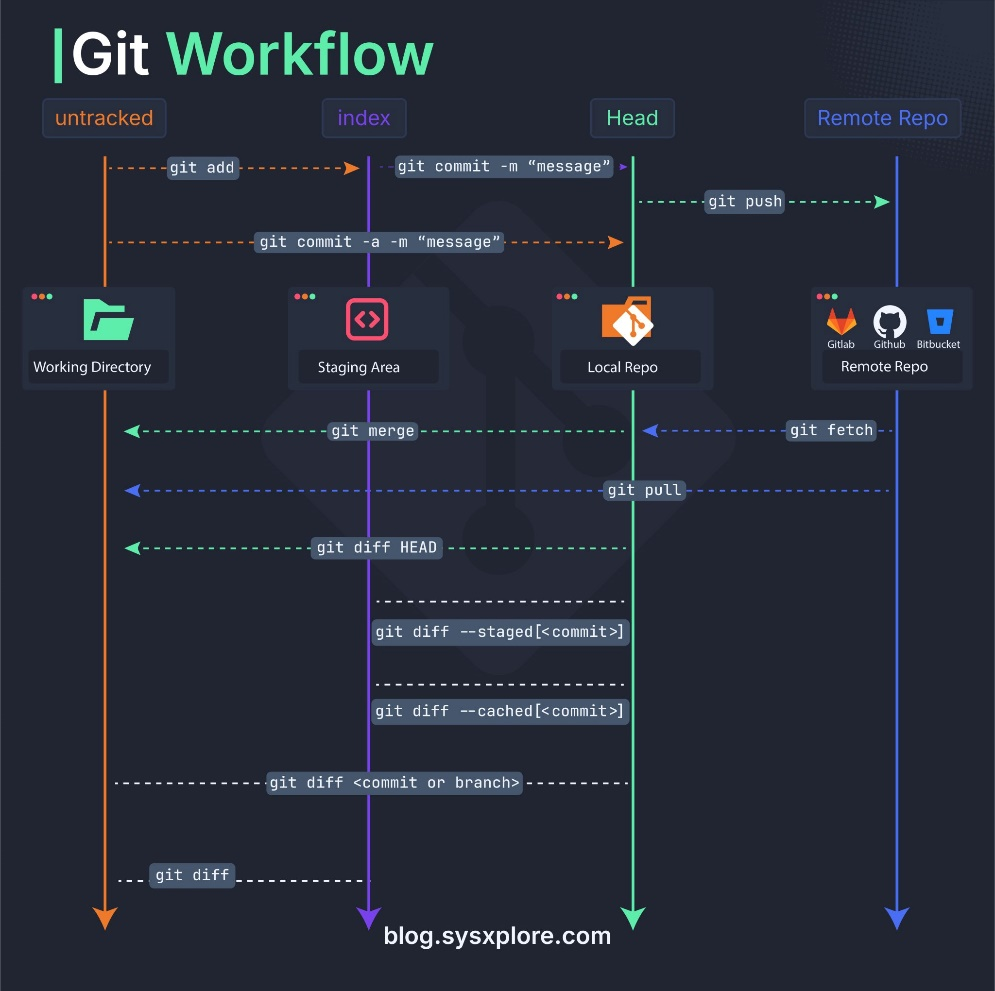 Git Workflow
untracked
index
Head
Remote Repo
git add
git commit -m “message”
git push
git commit -a -m “message”
Working Directory
Staging Area
Local Repo
Gitlab
Github
Bitbucket
Remote Repo
git merge
git fetch
git pull
git diff HEAD
git diff --staged[<commit>]
git diff --cached[<commit>]
git diff <commit or branch>
git diff
blog.sysxplore.com